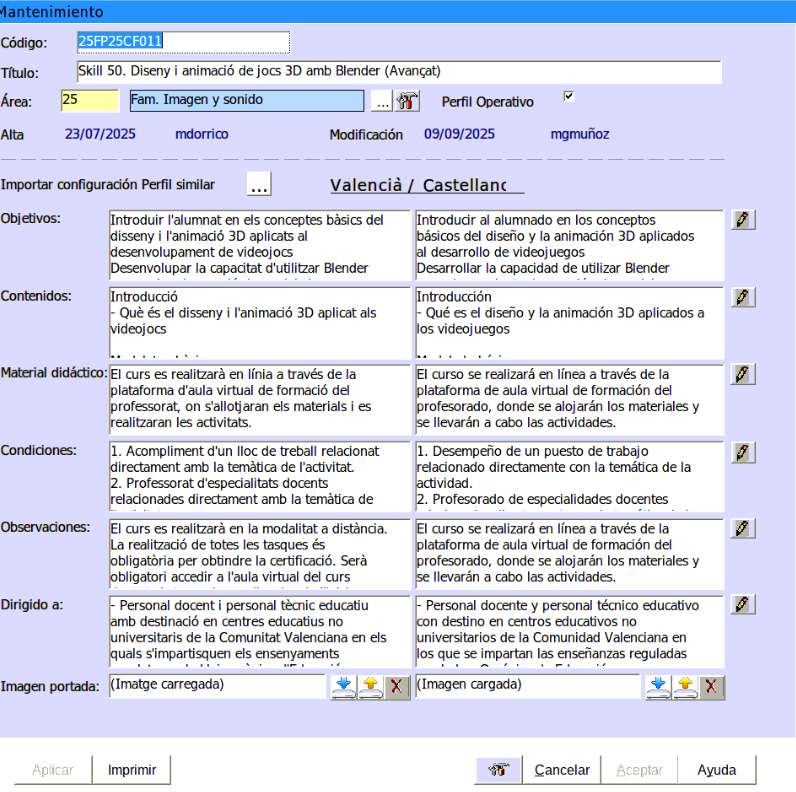 Mantenimiento
Código: 25FP25CF011
Título: Skill 50. Diseny i animació de jocs 3D amb Blender (Avançat)
Área: 25 Fam. Imagen y sonido ... Perfil Operativo
Alta 23/07/2025 mdorrico Modificación 09/09/2025 mgmuñoz
Importar configuración Perfil similar ... Valencià / Castellano
Objetivos:
Introduir l'alumnat en els conceptes bàsics del
disseny i l'animació 3D aplicats al
desenvolupament de videojocs
Desenvolupar la capacitat d'utilitzar Blender
Introducir al alumnado en los conceptos
básicos del diseño y la animación 3D aplicados
al desarrollo de videojuegos
Desarrollar la capacidad de utilizar Blender
Contenidos:
Introducció
- Què és el disseny i l'animació 3D aplicat als
videojocs
Introducción
- Qué es el diseño y la animación 3D aplicados a
los videojuegos
Material didáctico:
El curs es realitzarà en línia a través de la
plataforma d'aula virtual de formació del
professorat, on s'allotjaran els materials i es
realitzaran les activitats.
El curso se realizará en línea a través de la
plataforma de aula virtual de formación del
profesorado, donde se alojarán los materiales y
se llevarán a cabo las actividades.
Condiciones:
1. Acompliment d'un lloc de treball relacionat
directament amb la temàtica de l'activitat.
2. Professorat d'especialitats docents
relacionades directament amb la temàtica de
1. Desempeño de un puesto de trabajo
relacionado directamente con la temática de la
actividad.
2. Profesorado de especialidades docentes
Observaciones:
El curs es realitzarà en la modalitat a distància.
La realització de totes les tasques és
obligatòria per obtindre la certificació. Serà
obligatori accedir a l'aula virtual del curs
El curso se realizará en línea a través de la
plataforma de aula virtual de formación del
profesorado, donde se alojarán los materiales y
se llevarán a cabo las actividades.
Dirigido a:
- Personal docent i personal tècnic educatiu
amb destinació en centres educatius no
universitaris de la Comunitat Valenciana en els
quals s'impartisquen els ensenyaments
- Personal docente y personal técnico educativo
con destino en centros educativos no
universitarios de la Comunidad Valenciana en
los que se impartan las enseñanzas reguladas
Imagen portada: (Imatge carregada) (Imagen cargada)
Aplicar Imprimir Cancelar Aceptar Ayuda